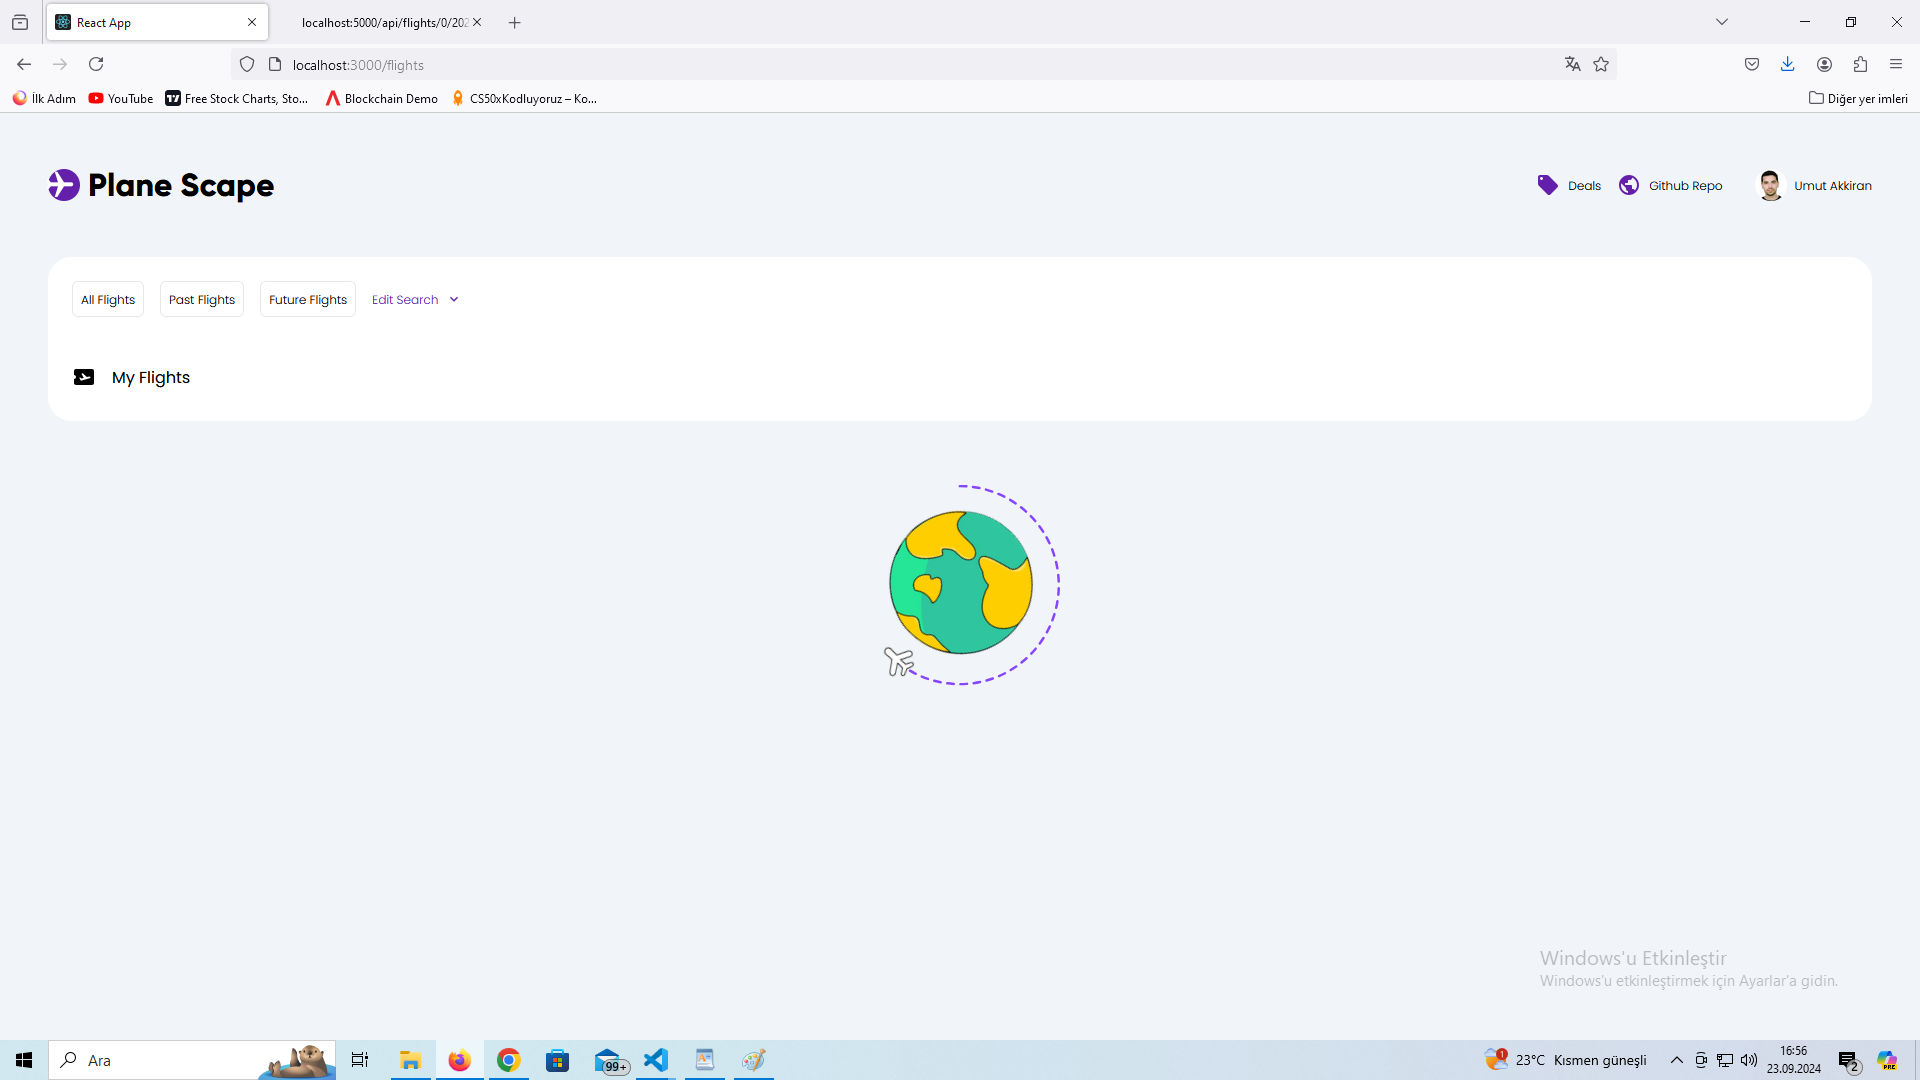 React App
localhost:5000/api/flights/0/202
localhost:3000/flights
İlk Adım
YouTube
Free Stock Charts, Sto...
Blockchain Demo
CS50xKodluyoruz – Ko...
Diğer yer imleri
Plane Scape
Deals
Github Repo
Umut Akkiran
All Flights
Past Flights
Future Flights
Edit Search
My Flights
Windows'u Etkinleştir
Windows'u etkinleştirmek için Ayarlar'a gidin.
Ara
99+
1
23°C Kısmen güneşli
16:56
23.09.2024
2
PRE